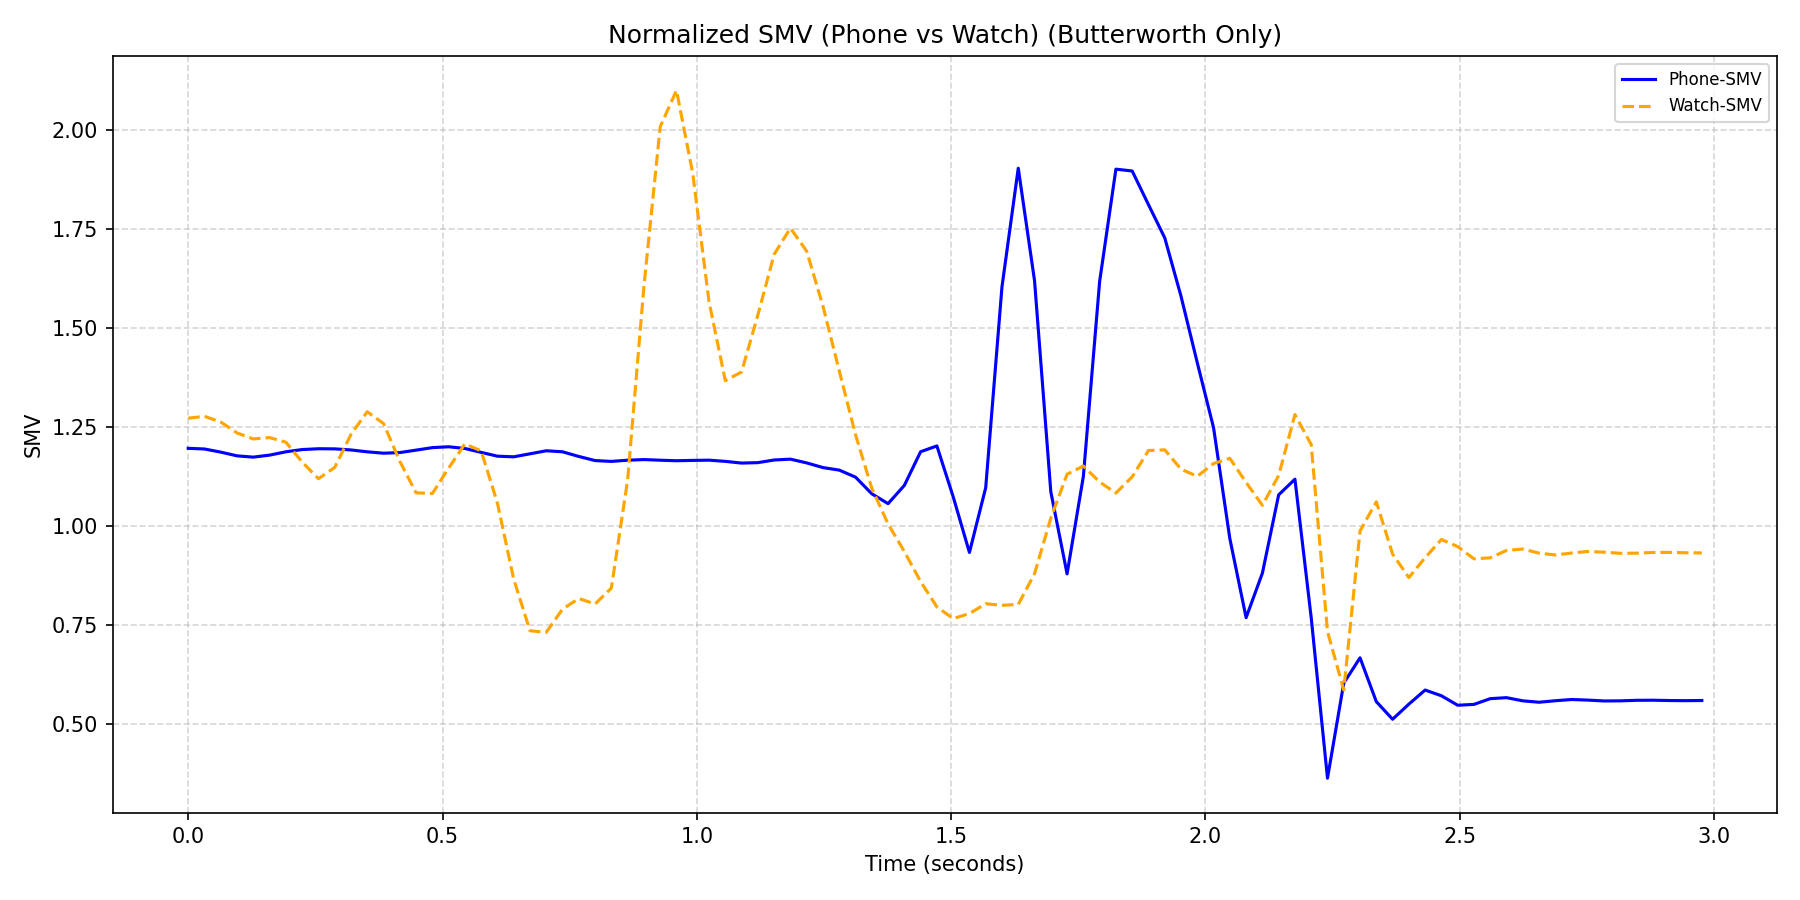 Normalized SMV (Phone vs Watch) (Butterworth Only)
Phone-SMV
Watch-SMV
2.00
1.75
1.50
1.25
1.00
0.75
0.50
SMV
0.0 0.5 1.0 1.5 2.0 2.5 3.0
Time (seconds)